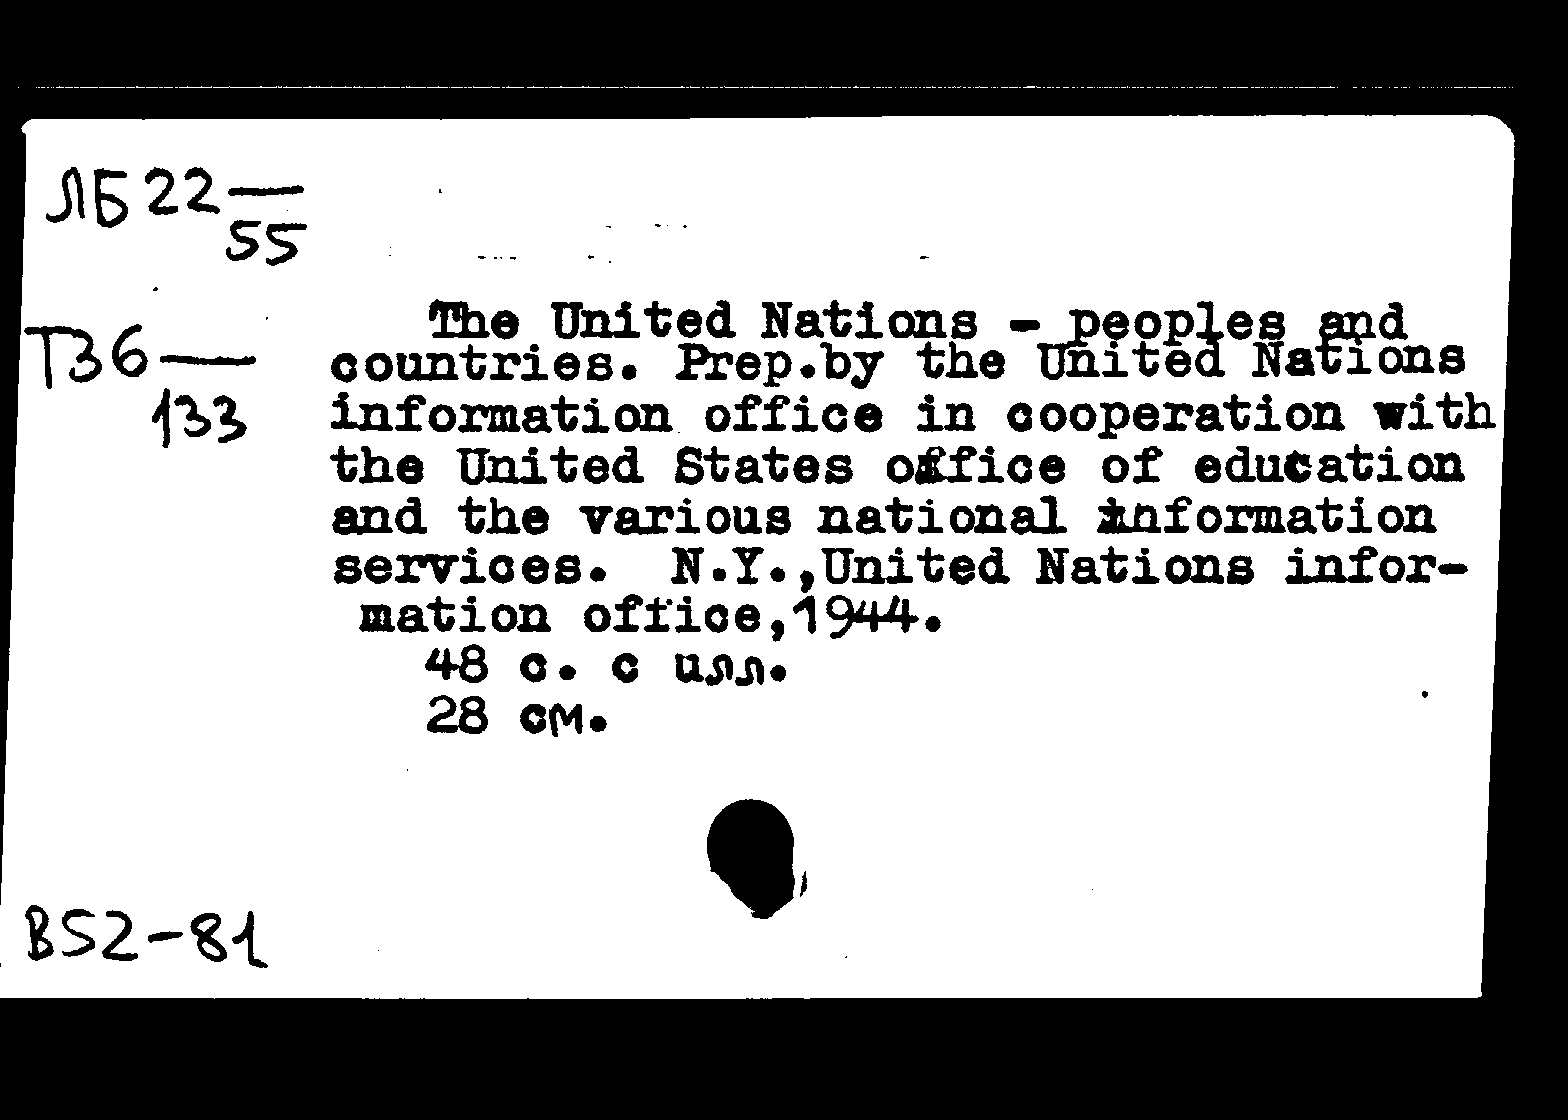 ЛБ22—
55
Т36—
133
The United Nations - peoples and
countries. Prep.by the United Nations
information office in cooperation with
the United States office of education
and the various national information
services. N.Y.,United Nations infor-
mation office,1944.
48 с. с илл.
28 см.
В52-81